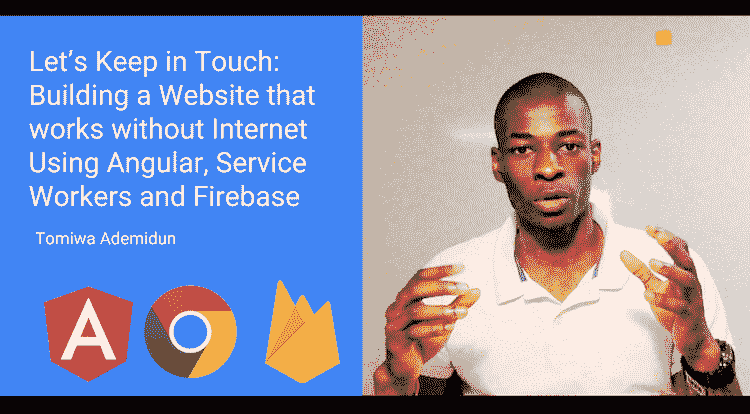 Let's Keep in Touch:
Building a Website that
works without Internet
Using Angular, Service
Workers and Firebase
Tomiwa Ademidun
A